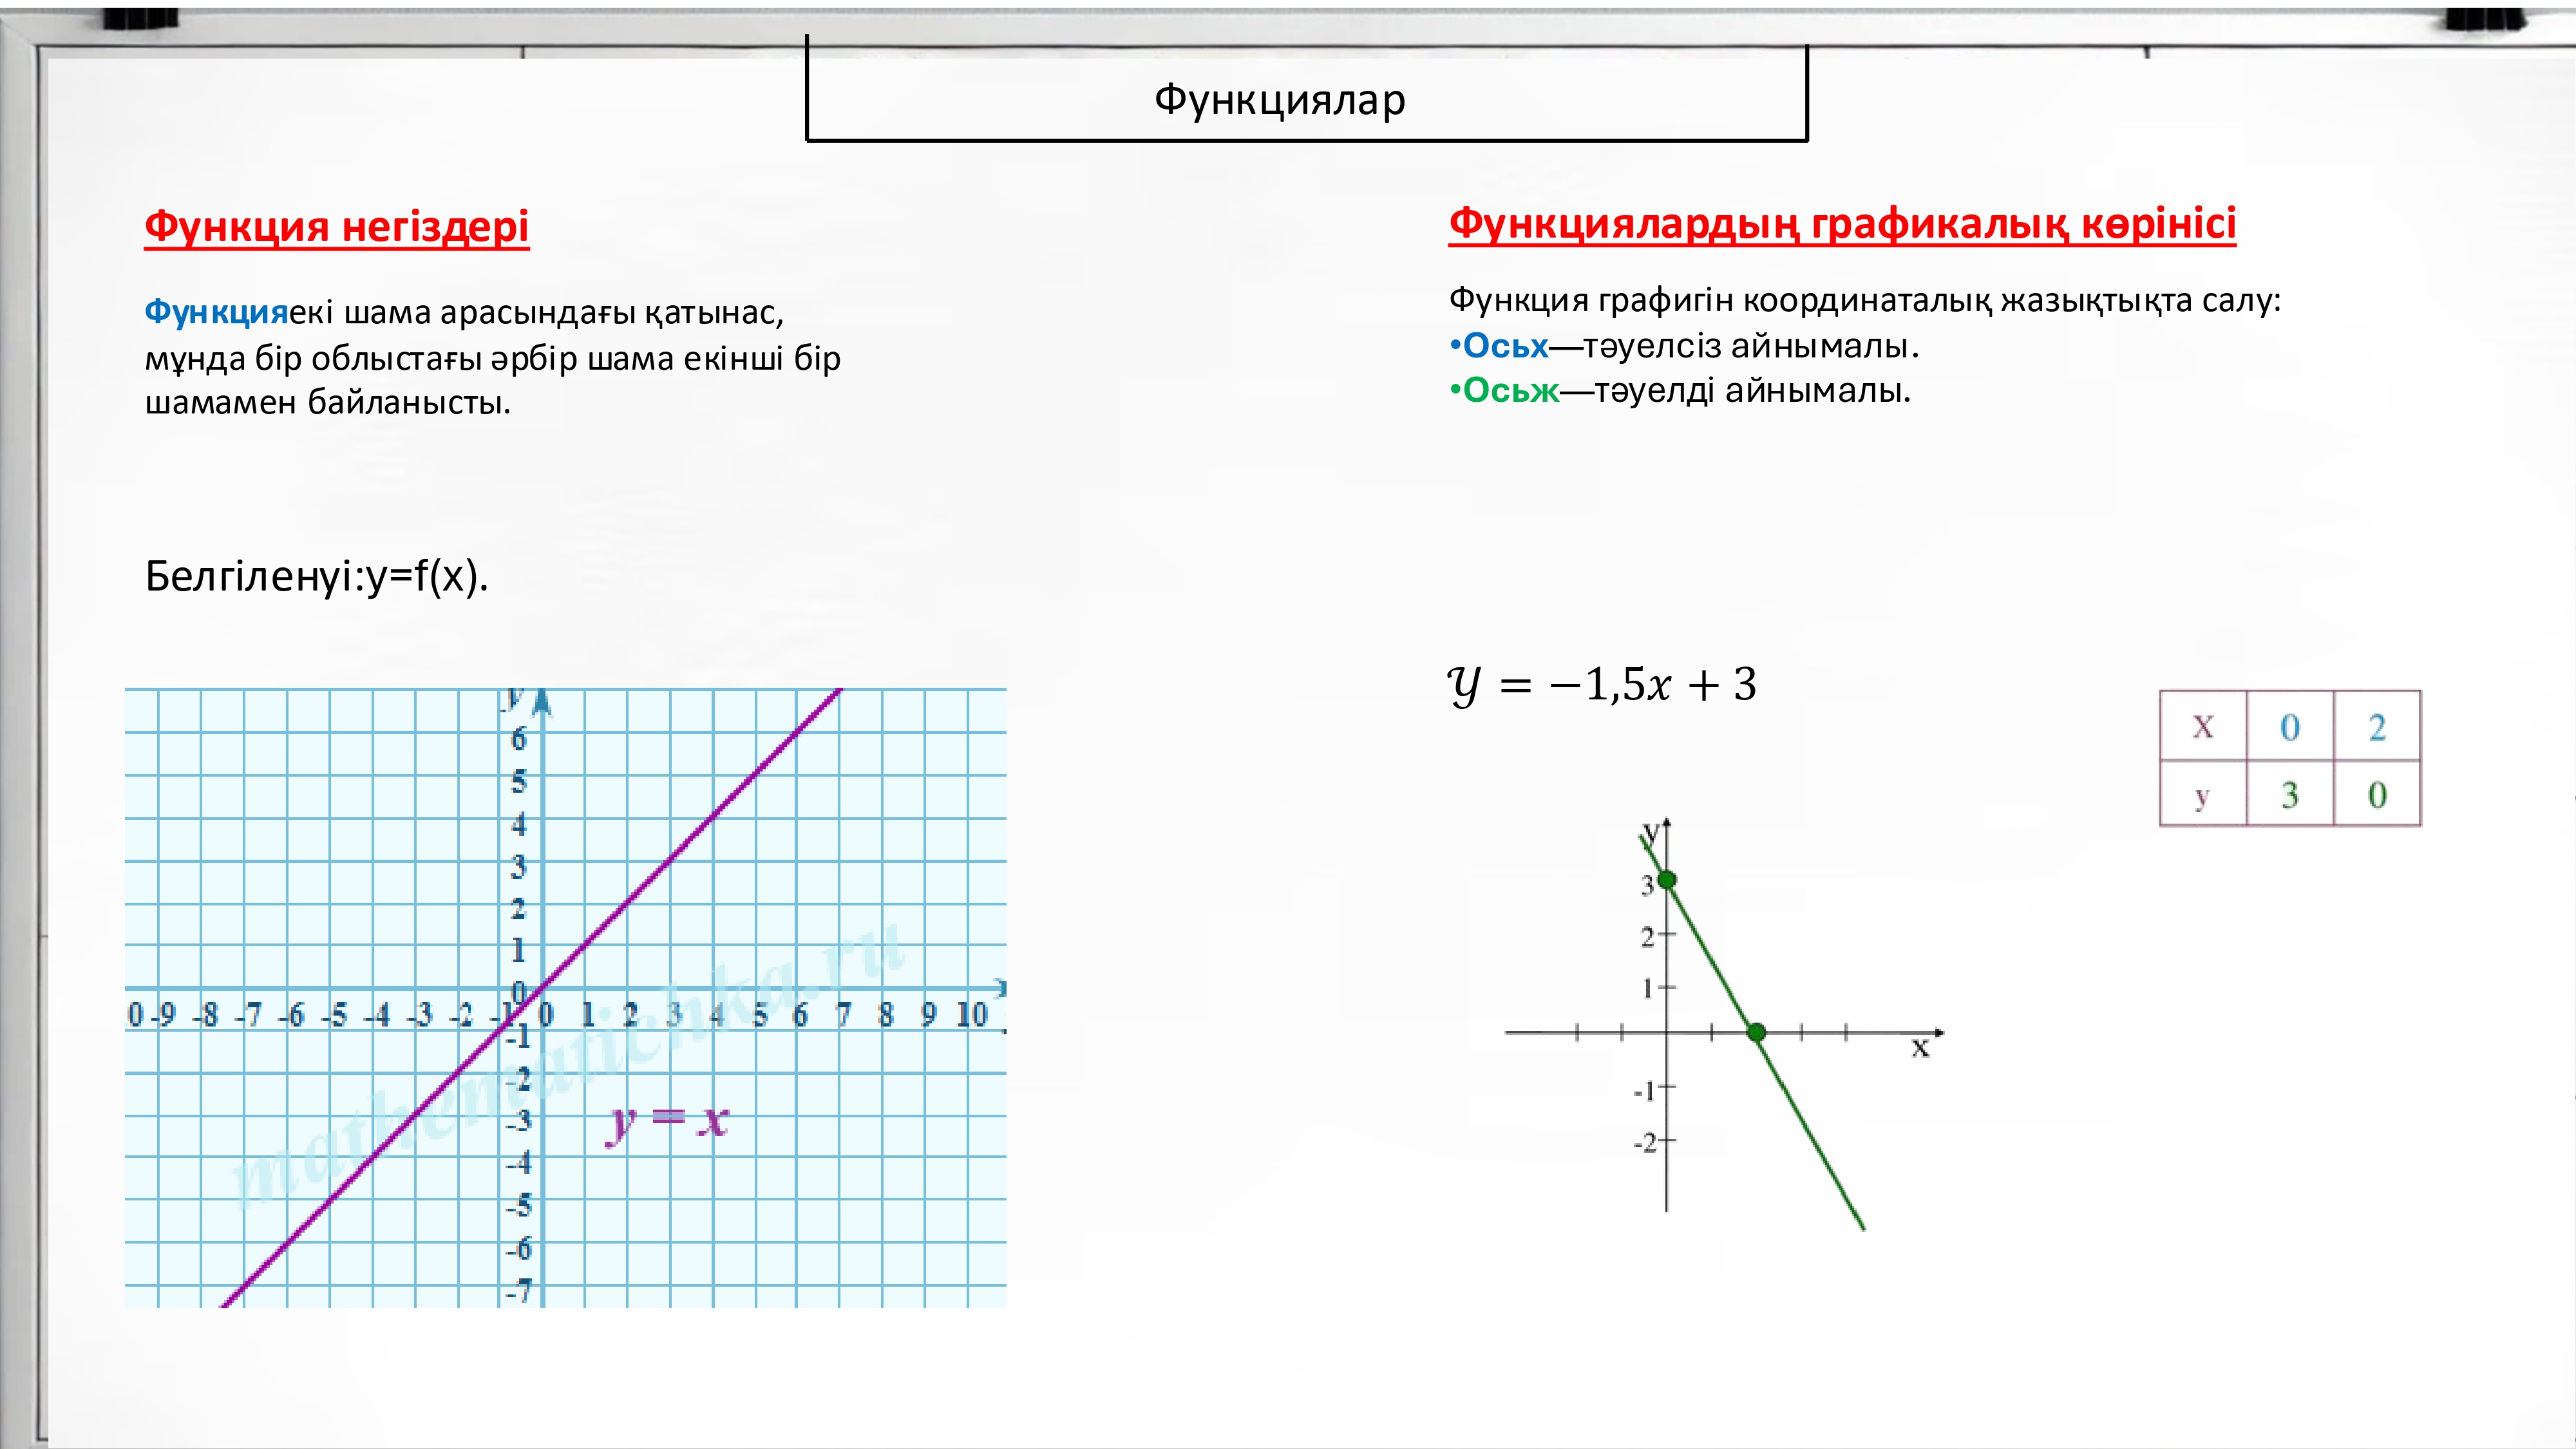 Функциялар
Функция негіздері
Функцияекі шама арасындағы қатынас,
мұнда бір облыстағы әрбір шама екінші бір
шамамен байланысты.
Белгіленуі:y=f(x).
y
6
5
4
3
2
1
0
0 -9 -8 -7 -6 -5 -4 -3 -2 -1 0 1 2 3 4 5 6 7 8 9 10
-1
-2
-3
-4
-5
-6
-7
y = x
mathematichka.ru
Функциялардың графикалық көрінісі
Функция графигін координаталық жазықтықта салу:
•Осьх—тәуелсіз айнымалы.
•Осьж—тәуелді айнымалы.
𝒴 = −1,5x + 3
X 0 2
y 3 0
y
3
2
1
x
-1
-2